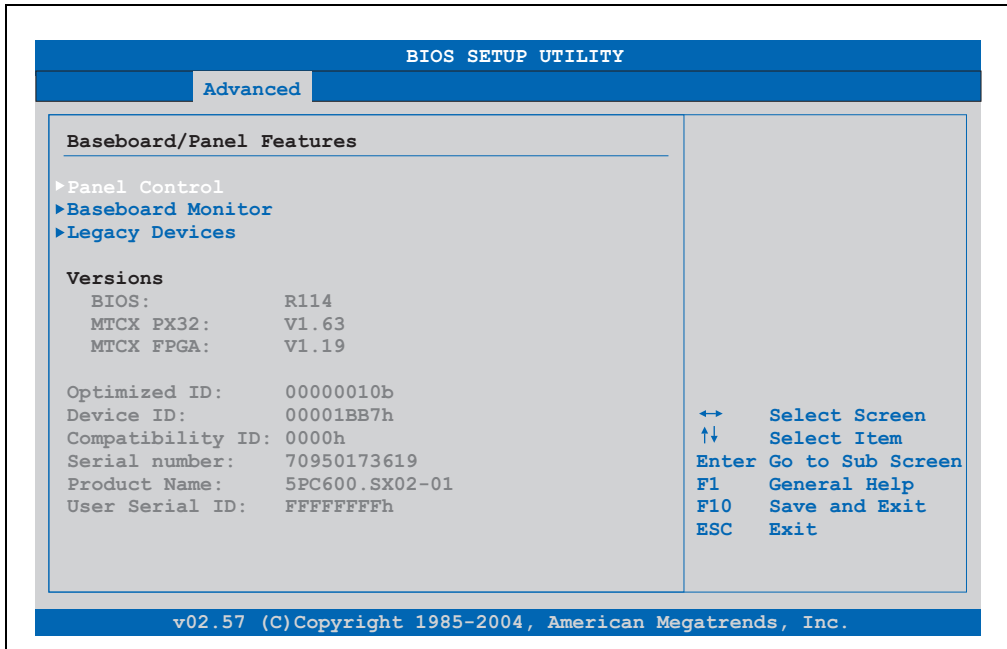 BIOS SETUP UTILITY
Advanced
Baseboard/Panel Features
Panel Control
Baseboard Monitor
Legacy Devices
Versions
BIOS: R114
MTCX PX32: V1.63
MTCX FPGA: V1.19
Optimized ID: 00000010b
Device ID: 00001BB7h
Compatibility ID: 0000h
Serial number: 70950173619
Product Name: 5PC600.SX02-01
User Serial ID: FFFFFFFFh
↔ Select Screen
↑↓ Select Item
Enter Go to Sub Screen
F1 General Help
F10 Save and Exit
ESC Exit
v02.57 (C)Copyright 1985-2004, American Megatrends, Inc.